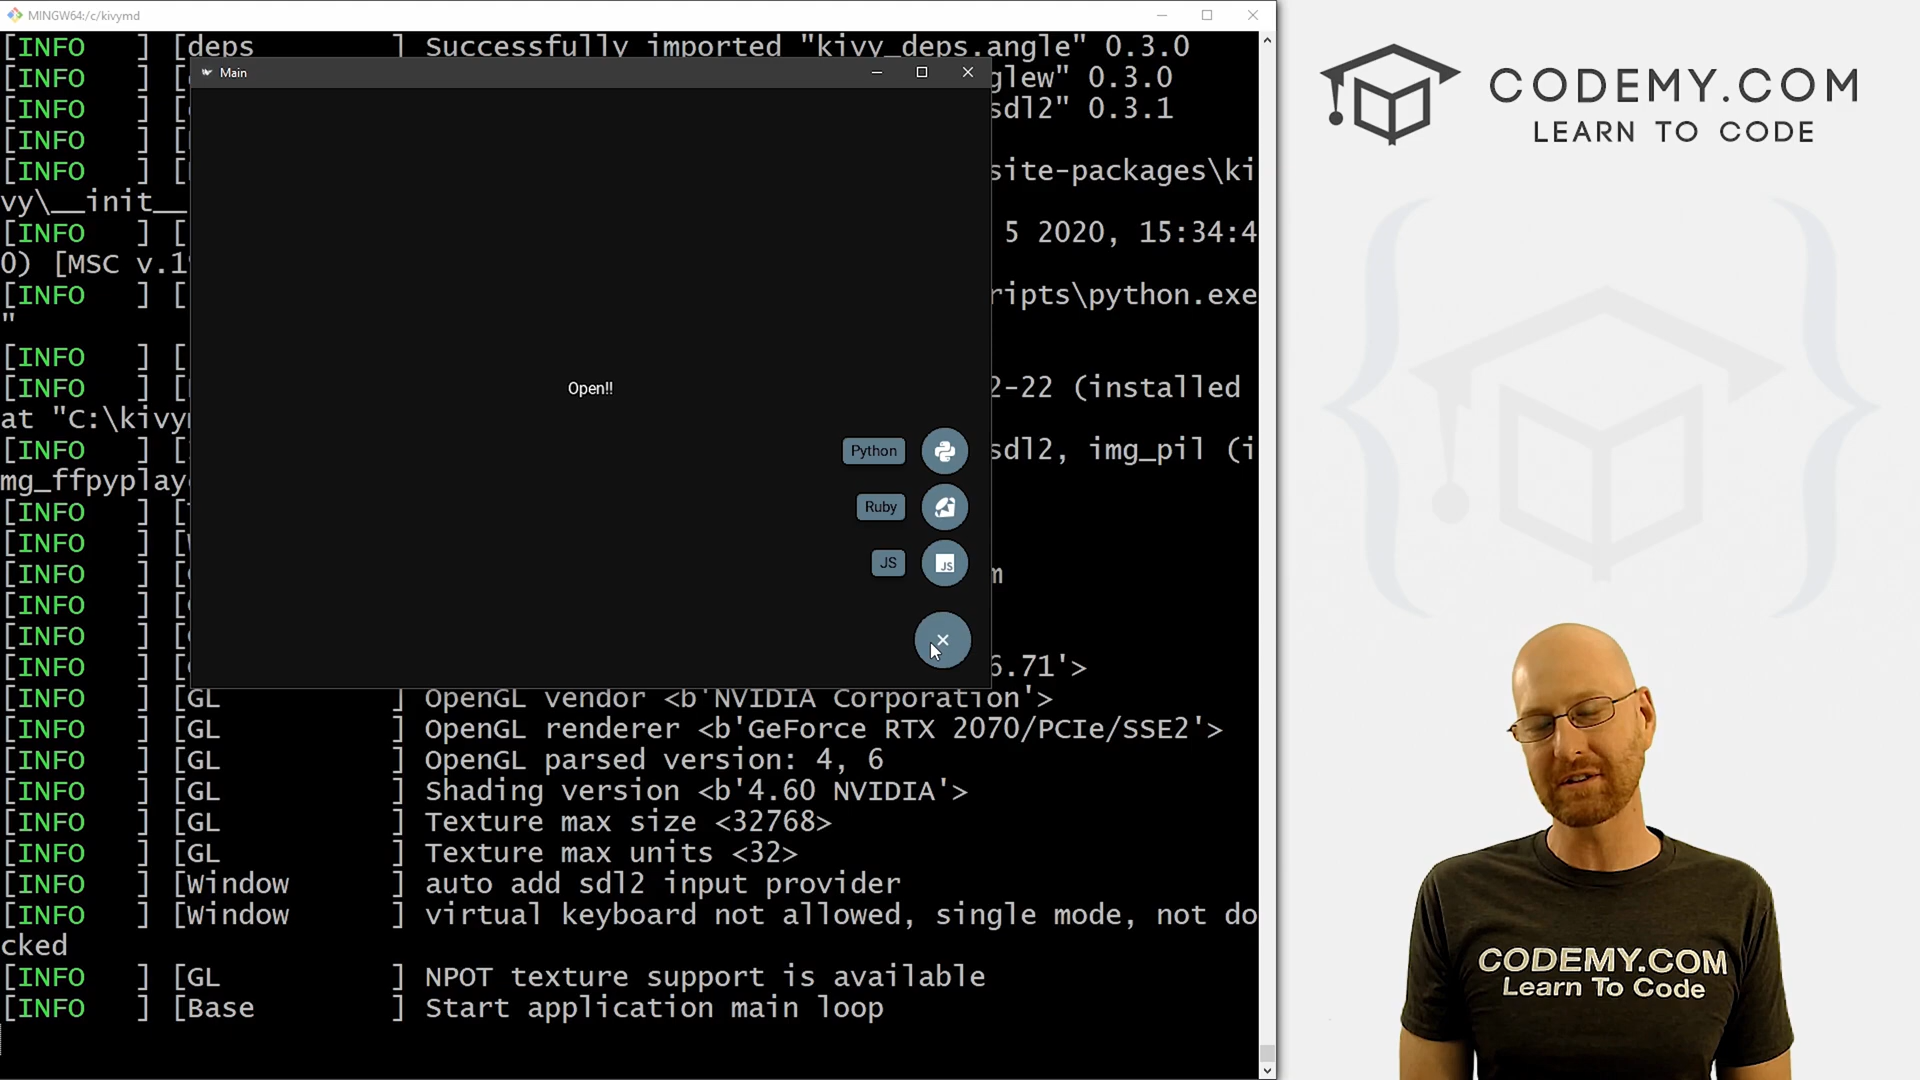 MINGW64:/c/kivymd
[INFO   ] [deps        ] Successfully imported "kivy_deps.angle" 0.3.0
Main
[INFO   ] [ glew" 0.3.0
[INFO   ] [ sdl2" 0.3.1
[INFO   ] [
[INFO   ] [ site-packages\ki
vy\__init__
[INFO   ] [ 5 2020, 15:34:4
0) [MSC v.1
[INFO   ] [ ripts\python.exe
"
[INFO   ] [
[INFO   ] [ 2-22 (installed
at "C:\kivym
[INFO   ] [ sdl2, img_pil (i
mg_ffpyplaye
[INFO   ] [
[INFO   ] [
[INFO   ] [ m
[INFO   ] [
[INFO   ] [
[INFO   ] [ 6.71'>
Open!!
Python
Ruby
JS
JS
[INFO   ] [GL          ] OpenGL vendor <b'NVIDIA Corporation'>
[INFO   ] [GL          ] OpenGL renderer <b'GeForce RTX 2070/PCIe/SSE2'>
[INFO   ] [GL          ] OpenGL parsed version: 4, 6
[INFO   ] [GL          ] Shading version <b'4.60 NVIDIA'>
[INFO   ] [GL          ] Texture max size <32768>
[INFO   ] [GL          ] Texture max units <32>
[INFO   ] [Window      ] auto add sdl2 input provider
[INFO   ] [Window      ] virtual keyboard not allowed, single mode, not do
cked
[INFO   ] [GL          ] NPOT texture support is available
[INFO   ] [Base        ] Start application main loop
CODEMY.COM
LEARN TO CODE
CODEMY.COM
Learn To Code